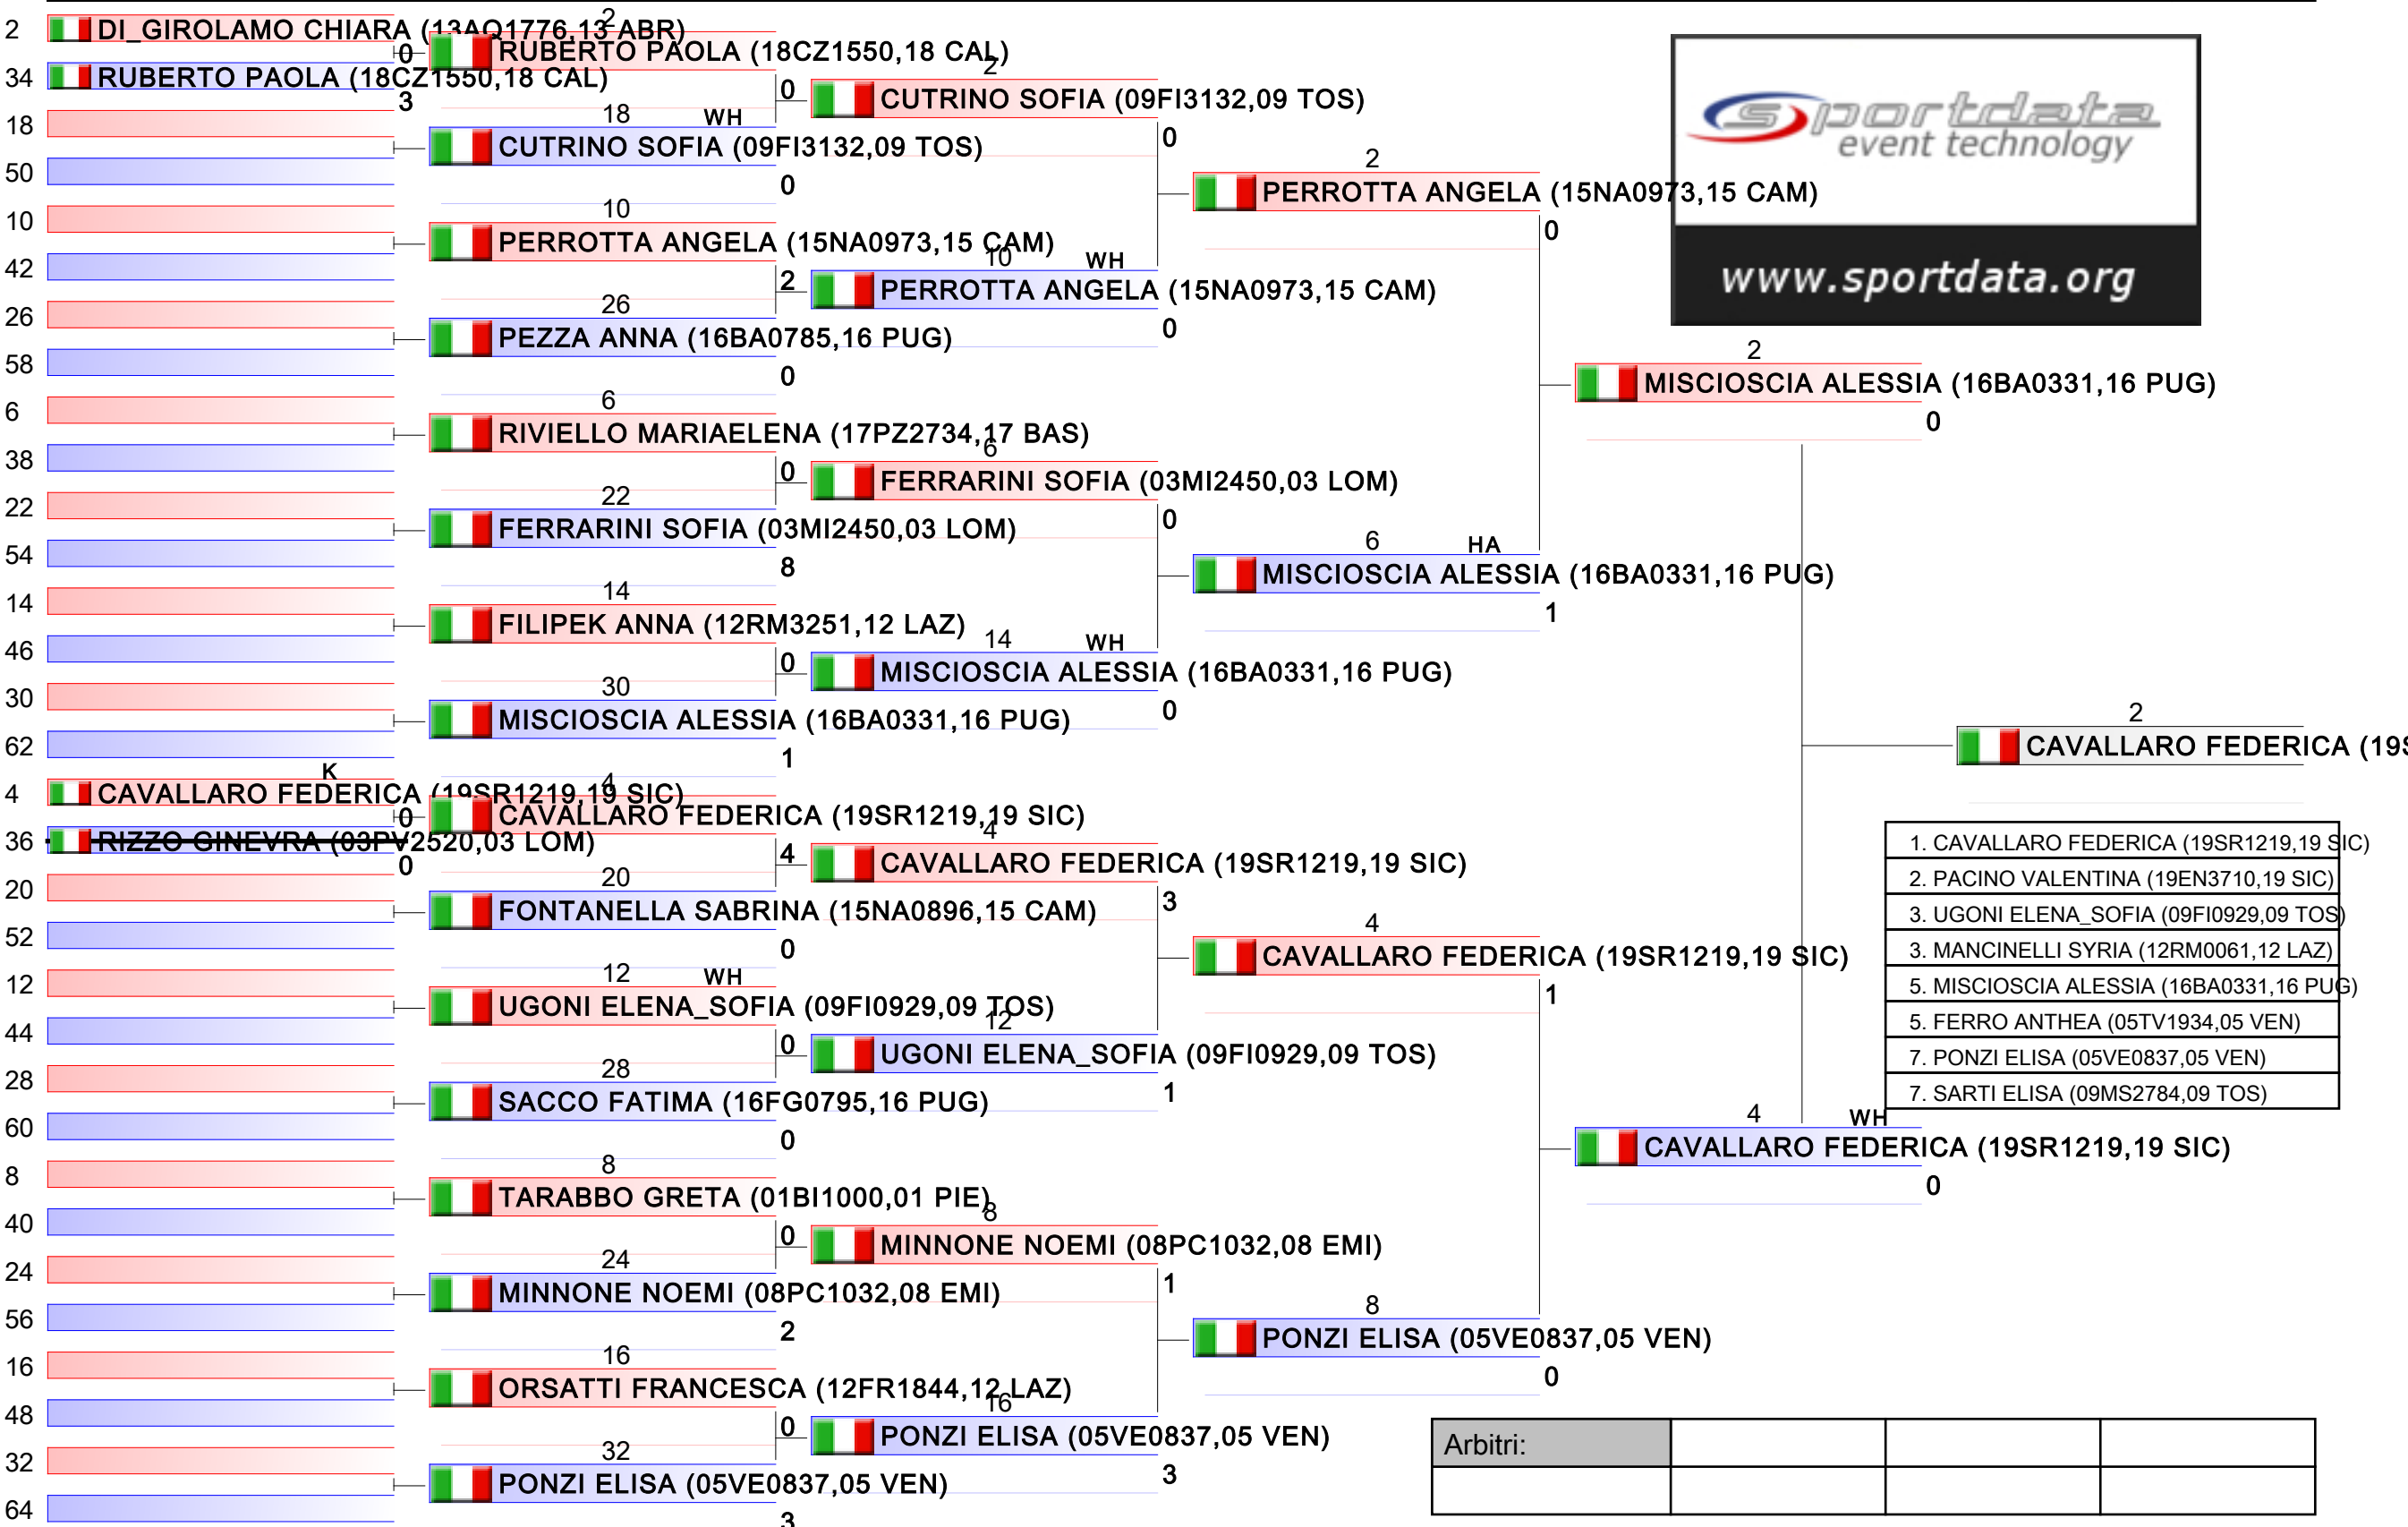 2 DI_GIROLAMO CHIARA (13AQ1776,13 ABR)
0
34 RUBERTO PAOLA (18CZ1550,18 CAL)
3
18
50
10
42
26
58
6
38
22
54
14
46
30
62
K
4 CAVALLARO FEDERICA (19SR1219,19 SIC)
0
36 RIZZO GINEVRA (03PV2520,03 LOM)
0
20
52
12
44
28
60
8
40
24
56
16
48
32
64
2
RUBERTO PAOLA (18CZ1550,18 CAL)
0
18 WH
CUTRINO SOFIA (09FI3132,09 TOS)
0
10
PERROTTA ANGELA (15NA0973,15 CAM)
2
26
PEZZA ANNA (16BA0785,16 PUG)
0
6
RIVIELLO MARIAELENA (17PZ2734,17 BAS)
0
22
FERRARINI SOFIA (03MI2450,03 LOM)
8
14
FILIPEK ANNA (12RM3251,12 LAZ)
0
30
MISCIOSCIA ALESSIA (16BA0331,16 PUG)
1
4
CAVALLARO FEDERICA (19SR1219,19 SIC)
4
20
FONTANELLA SABRINA (15NA0896,15 CAM)
0
12 WH
UGONI ELENA_SOFIA (09FI0929,09 TOS)
0
28
SACCO FATIMA (16FG0795,16 PUG)
0
8
TARABBO GRETA (01BI1000,01 PIE)
0
24
MINNONE NOEMI (08PC1032,08 EMI)
2
16
ORSATTI FRANCESCA (12FR1844,12 LAZ)
0
32
PONZI ELISA (05VE0837,05 VEN)
3
2
CUTRINO SOFIA (09FI3132,09 TOS)
0
10 WH
PERROTTA ANGELA (15NA0973,15 CAM)
0
6
FERRARINI SOFIA (03MI2450,03 LOM)
0
14 WH
MISCIOSCIA ALESSIA (16BA0331,16 PUG)
0
4
CAVALLARO FEDERICA (19SR1219,19 SIC)
3
12
UGONI ELENA_SOFIA (09FI0929,09 TOS)
1
8
MINNONE NOEMI (08PC1032,08 EMI)
1
16
PONZI ELISA (05VE0837,05 VEN)
3
2
PERROTTA ANGELA (15NA0973,15 CAM)
0
6 HA
MISCIOSCIA ALESSIA (16BA0331,16 PUG)
1
4
CAVALLARO FEDERICA (19SR1219,19 SIC)
1
8
PONZI ELISA (05VE0837,05 VEN)
0
sportdata
event technology
www.sportdata.org
2
MISCIOSCIA ALESSIA (16BA0331,16 PUG)
0
4 WH
CAVALLARO FEDERICA (19SR1219,19 SIC)
0
2
CAVALLARO FEDERICA (19S
1. CAVALLARO FEDERICA (19SR1219,19 SIC)
2. PACINO VALENTINA (19EN3710,19 SIC)
3. UGONI ELENA_SOFIA (09FI0929,09 TOS)
3. MANCINELLI SYRIA (12RM0061,12 LAZ)
5. MISCIOSCIA ALESSIA (16BA0331,16 PUG)
5. FERRO ANTHEA (05TV1934,05 VEN)
7. PONZI ELISA (05VE0837,05 VEN)
7. SARTI ELISA (09MS2784,09 TOS)
Arbitri: